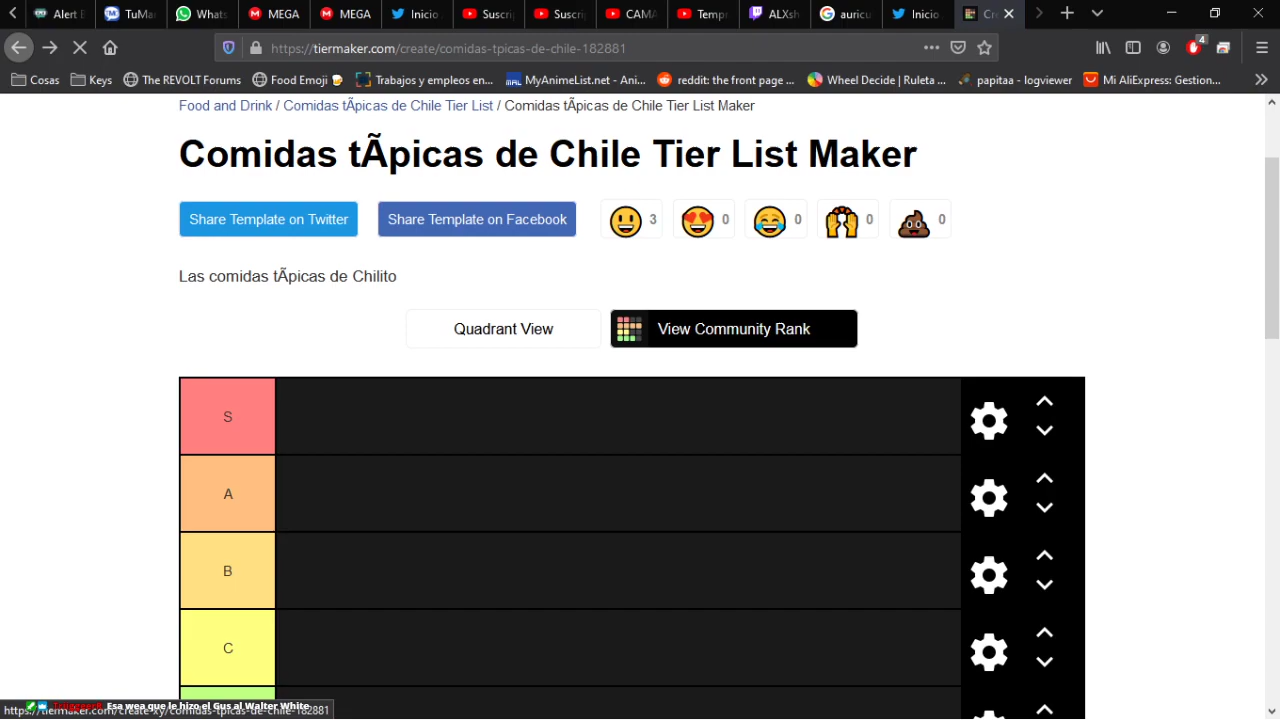 Alert E
TuMa
Whats
MEGA
MEGA
Inicio
Suscri
Suscri
CAMA
Tempr
ALXsh
auricu
Inicio
Cr
https://tiermaker.com/create/comidas-tpicas-de-chile-182881
4
Cosas
Keys
The REVOLT Forums
Food Emoji
Trabajos y empleos en...
MyAnimeList.net - Ani...
reddit: the front page ...
Wheel Decide | Ruleta ...
papitaa - logviewer
Mi AliExpress: Gestion...
Food and Drink / Comidas tÃpicas de Chile Tier List / Comidas tÃpicas de Chile Tier List Maker
Comidas tÃpicas de Chile Tier List Maker
Share Template on Twitter
Share Template on Facebook
3
0
0
0
0
Las comidas tÃpicas de Chilito
Quadrant View
View Community Rank
S
A
B
C
Esa wea que le hizo el Gus al Walter White
https://tiermaker.com/create-xy/comidas-tpicas-de-chile-182881